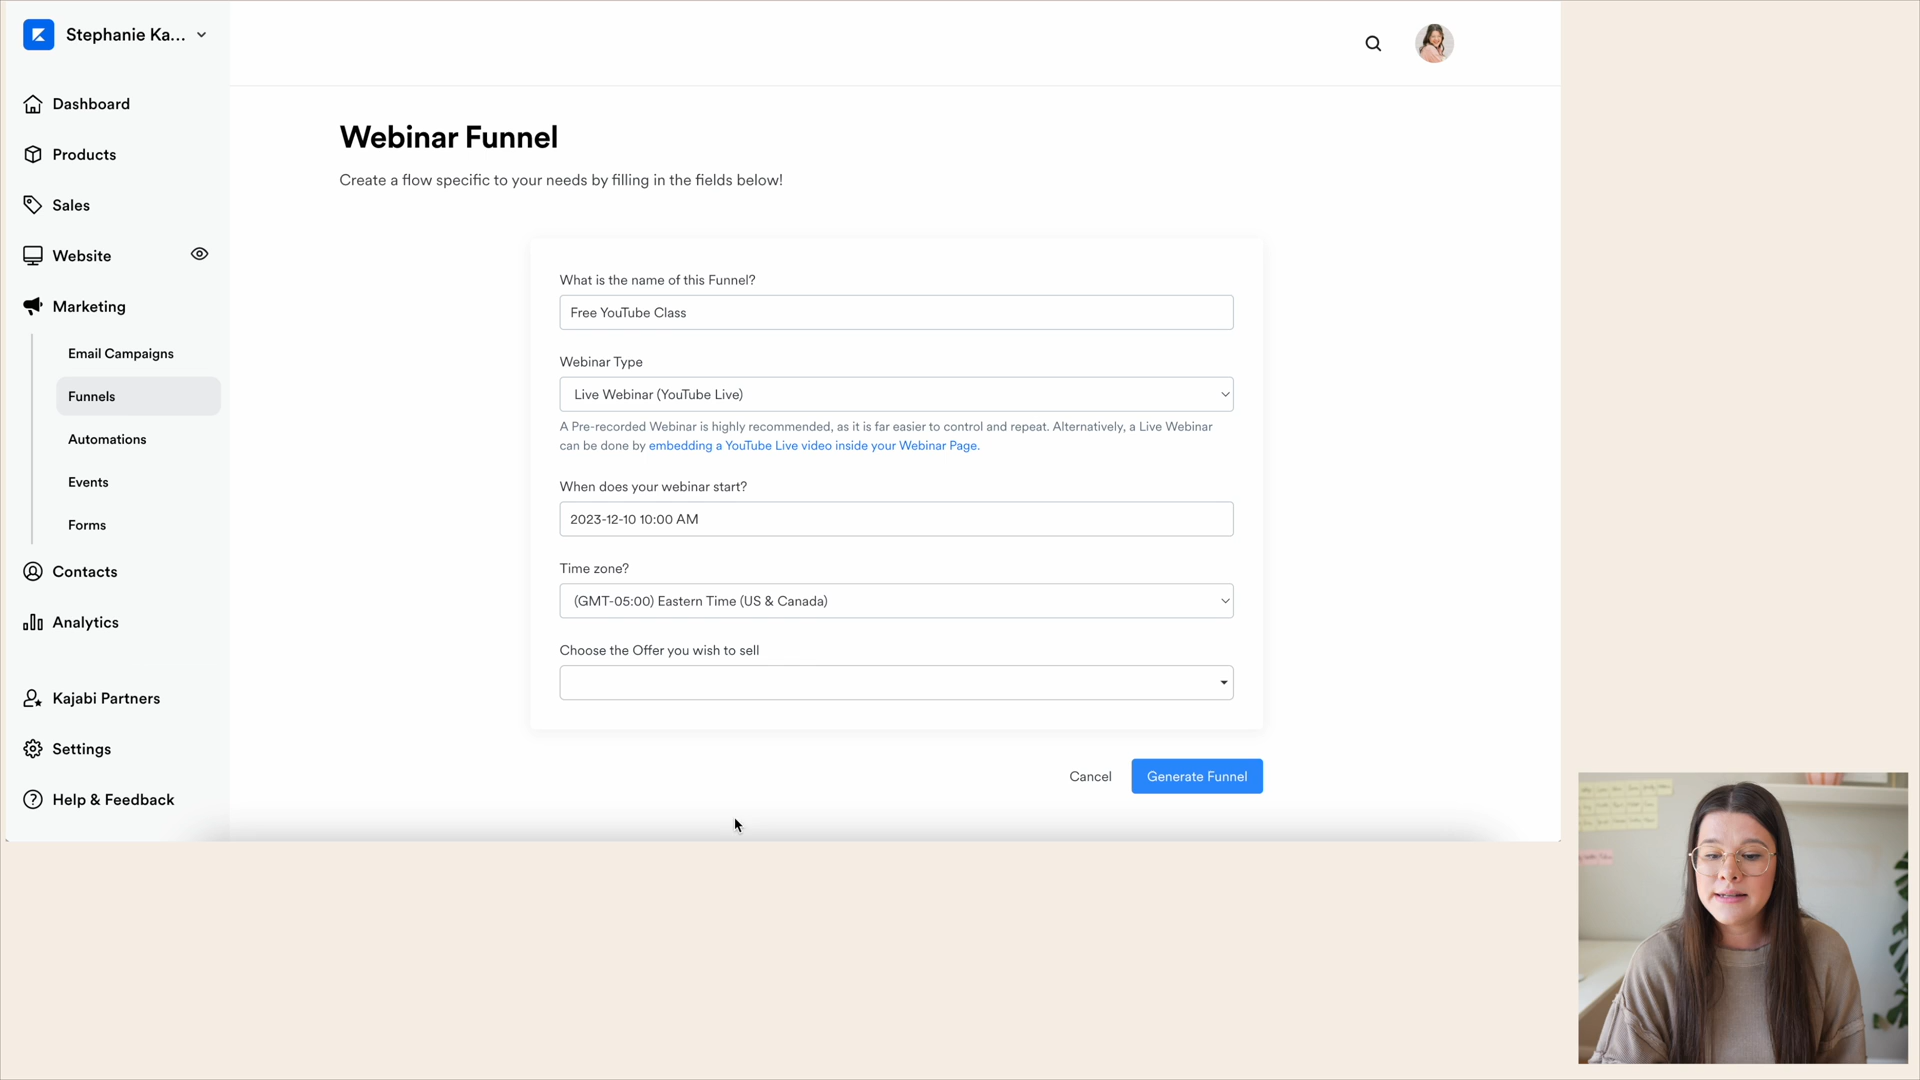 Stephanie Ka...
Dashboard
Products
Sales
Website
Marketing
Email Campaigns
Funnels
Automations
Events
Forms
Contacts
Analytics
Kajabi Partners
Settings
Help & Feedback
Webinar Funnel
Create a flow specific to your needs by filling in the fields below!
What is the name of this Funnel?
Free YouTube Class
Webinar Type
Live Webinar (YouTube Live)
A Pre-recorded Webinar is highly recommended, as it is far easier to control and repeat. Alternatively, a Live Webinar
can be done by embedding a YouTube Live video inside your Webinar Page.
When does your webinar start?
2023-12-10 10:00 AM
Time zone?
(GMT-05:00) Eastern Time (US & Canada)
Choose the Offer you wish to sell
Cancel
Generate Funnel